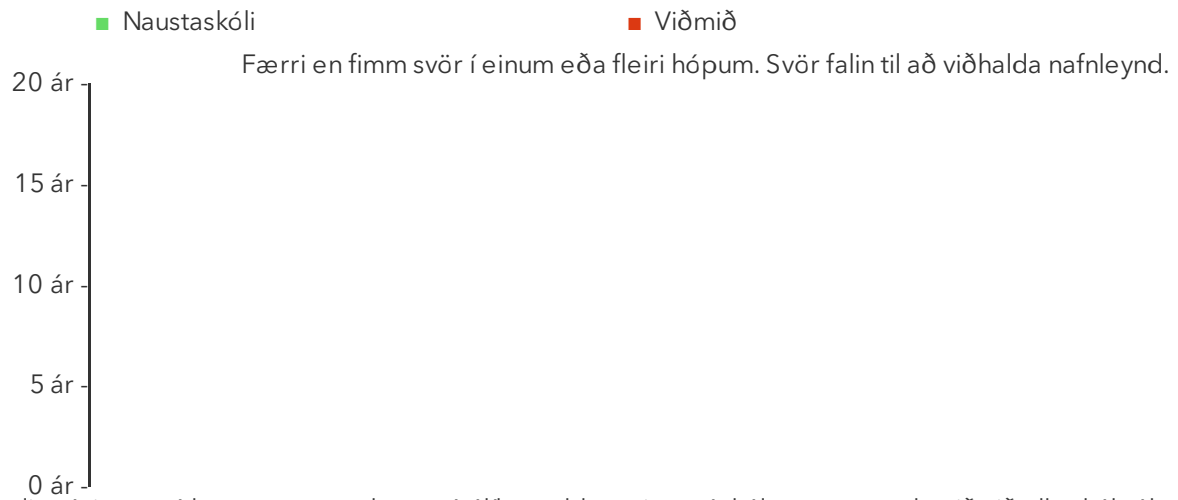 Naustaskóli Viðmið
Færri en fimm svör í einum eða fleiri hópum. Svör falin til að viðhalda nafnleynd.
20 ár
15 ár
10 ár
5 ár
0 ár